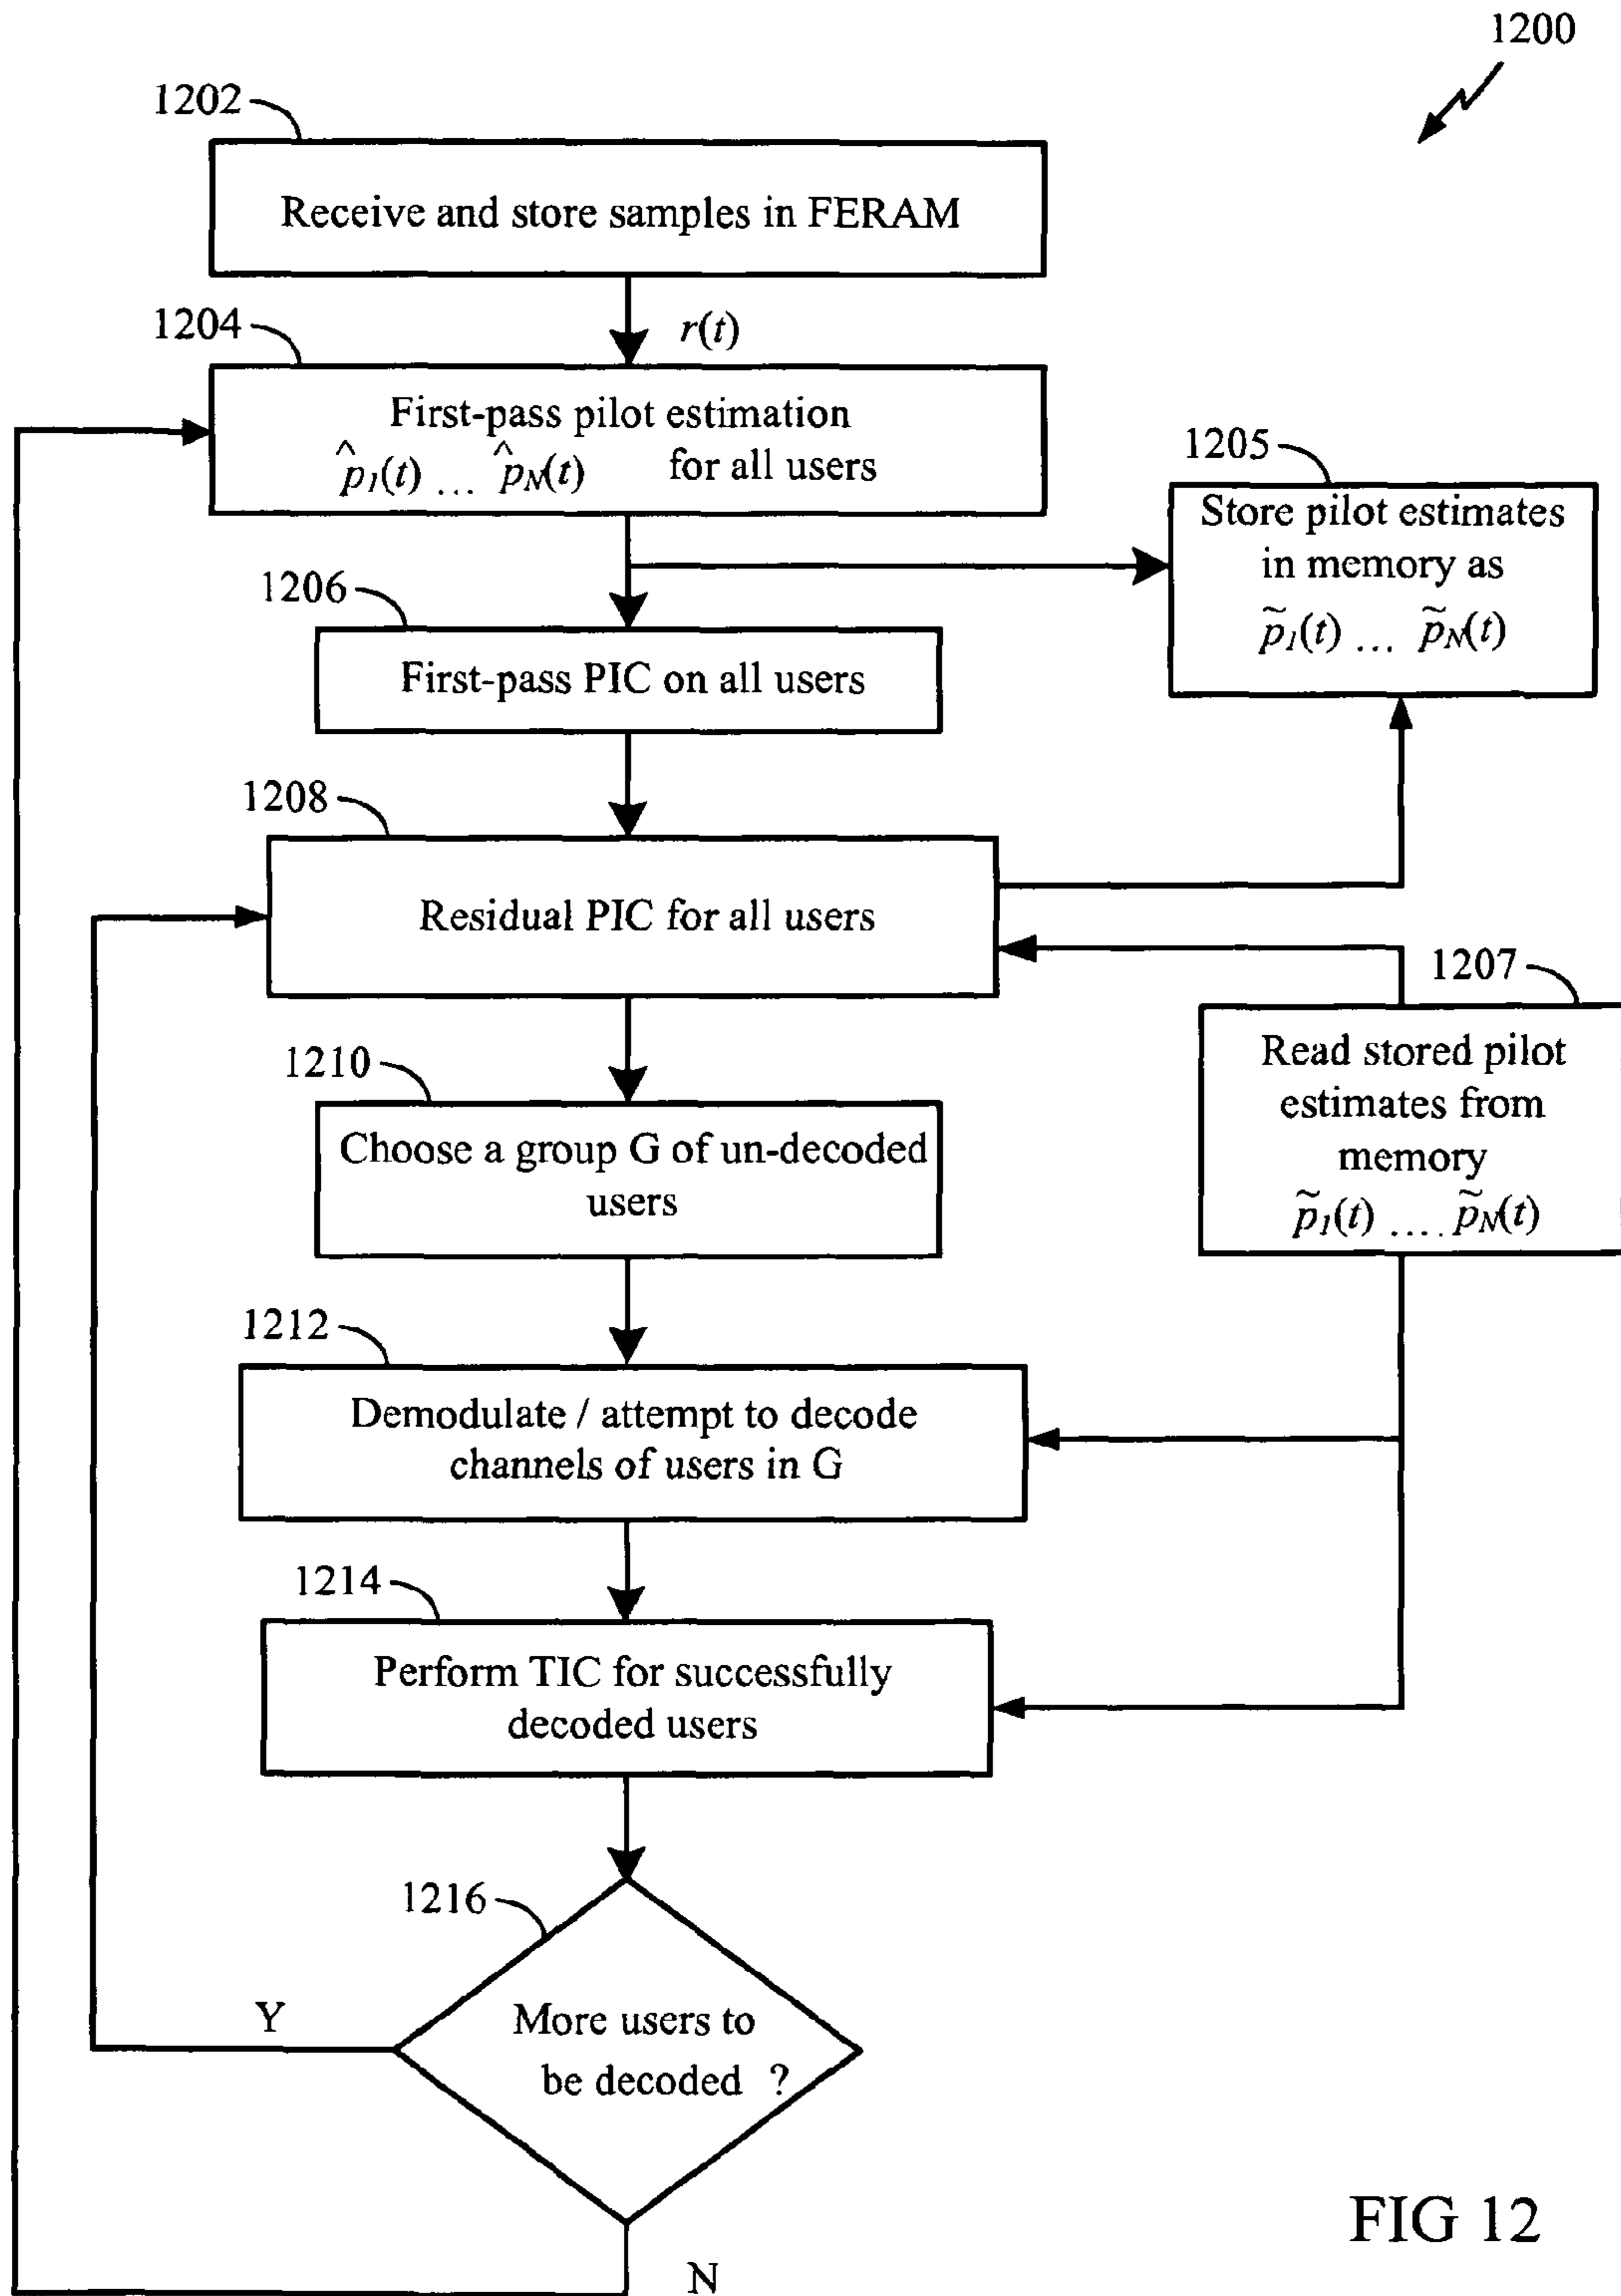 1200
1202
Receive and store samples in FERAM
r(t)
1204
First-pass pilot estimation
p̂₁(t) ... p̂_N(t) for all users
1205
Store pilot estimates
in memory as
p̃₁(t) ... p̃_N(t)
1206
First-pass PIC on all users
1208
Residual PIC for all users
1207
Read stored pilot
estimates from
memory
p̃₁(t) .... p̃_N(t)
1210
Choose a group G of un-decoded
users
1212
Demodulate / attempt to decode
channels of users in G
1214
Perform TIC for successfully
decoded users
1216
More users to
be decoded ?
Y
N
FIG 12